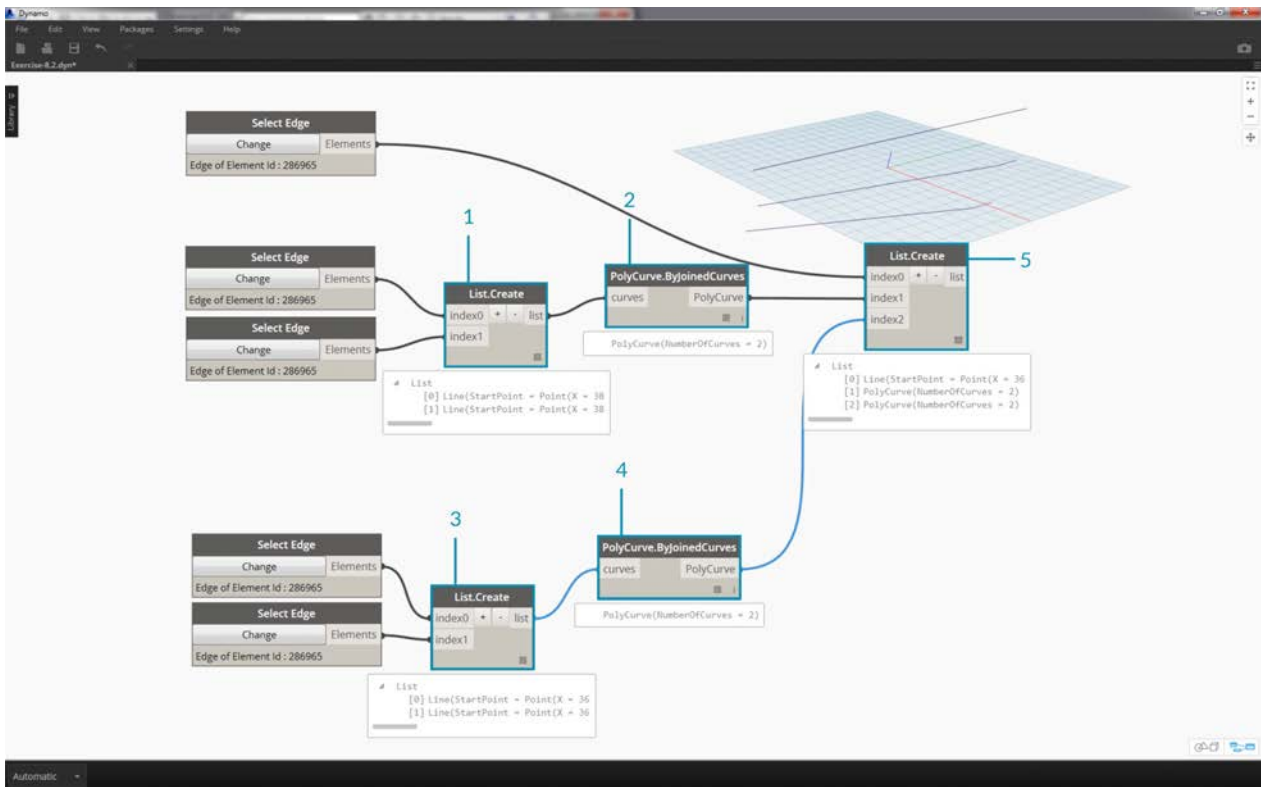 Dynamo
File Edit View Packages Settings Help
Exercise-8.2.dyn*
Library
Select Edge
Change Elements
Edge of Element Id : 286965
1
2
Select Edge
Change Elements
Edge of Element Id : 286965
Select Edge
Change Elements
Edge of Element Id : 286965
List.Create
index0 + - list
index1
List
[0] Line(StartPoint = Point(X = 38
[1] Line(StartPoint = Point(X = 38
PolyCurve.ByJoinedCurves
curves PolyCurve
PolyCurve(NumberOfCurves = 2)
List.Create
index0 + - list
index1
index2
5
List
[0] Line(StartPoint = Point(X = 36
[1] PolyCurve(NumberOfCurves = 2)
[2] PolyCurve(NumberOfCurves = 2)
3
4
Select Edge
Change Elements
Edge of Element Id : 286965
Select Edge
Change Elements
Edge of Element Id : 286965
List.Create
index0 + - list
index1
List
[0] Line(StartPoint = Point(X = 36
[1] Line(StartPoint = Point(X = 36
PolyCurve.ByJoinedCurves
curves PolyCurve
PolyCurve(NumberOfCurves = 2)
Automatic